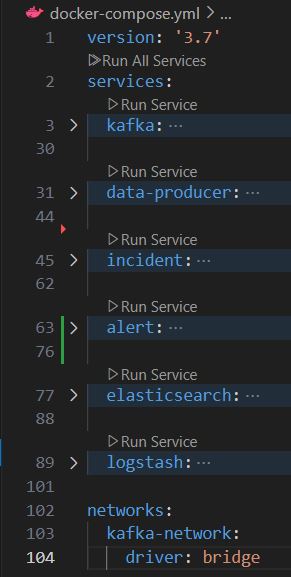 docker-compose.yml > ...
1 version: '3.7'
Run All Services
2 services:
Run Service
3 > kafka: ...
30
Run Service
31 > data-producer: ...
44
Run Service
45 > incident: ...
62
Run Service
63 > alert: ...
76
Run Service
77 > elasticsearch: ...
88
Run Service
89 > logstash: ...
101
102 networks:
103 kafka-network:
104 driver: bridge